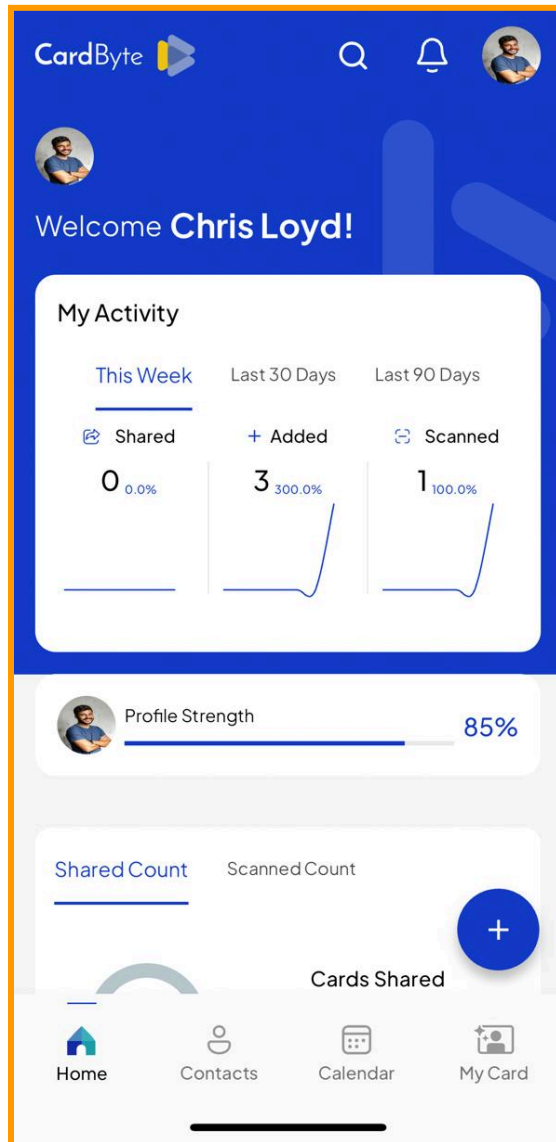 CardByte
Welcome Chris Loyd!
My Activity
This Week Last 30 Days Last 90 Days
Shared + Added Scanned
0 0.0% 3 300.0% 1 100.0%
Profile Strength
85%
Shared Count Scanned Count
+
Cards Shared
Home Contacts Calendar My Card